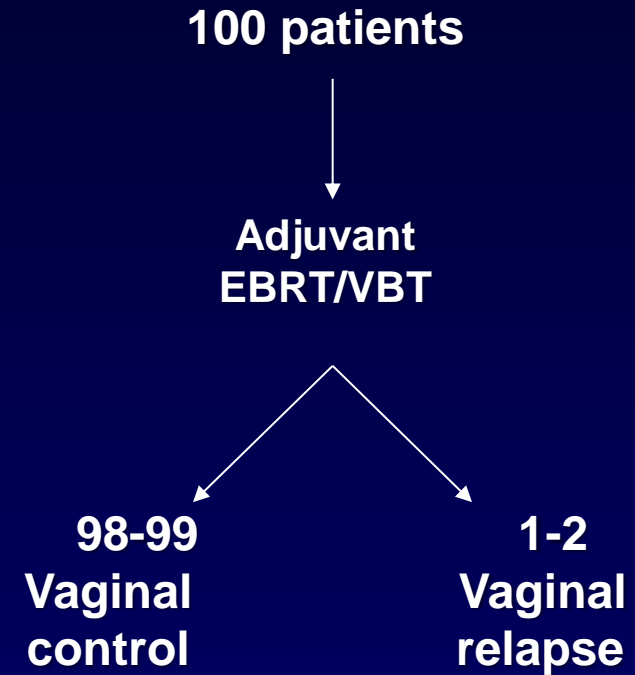 100 patients
Adjuvant
EBRT/VBT
98-99
Vaginal
control
1-2
Vaginal
relapse